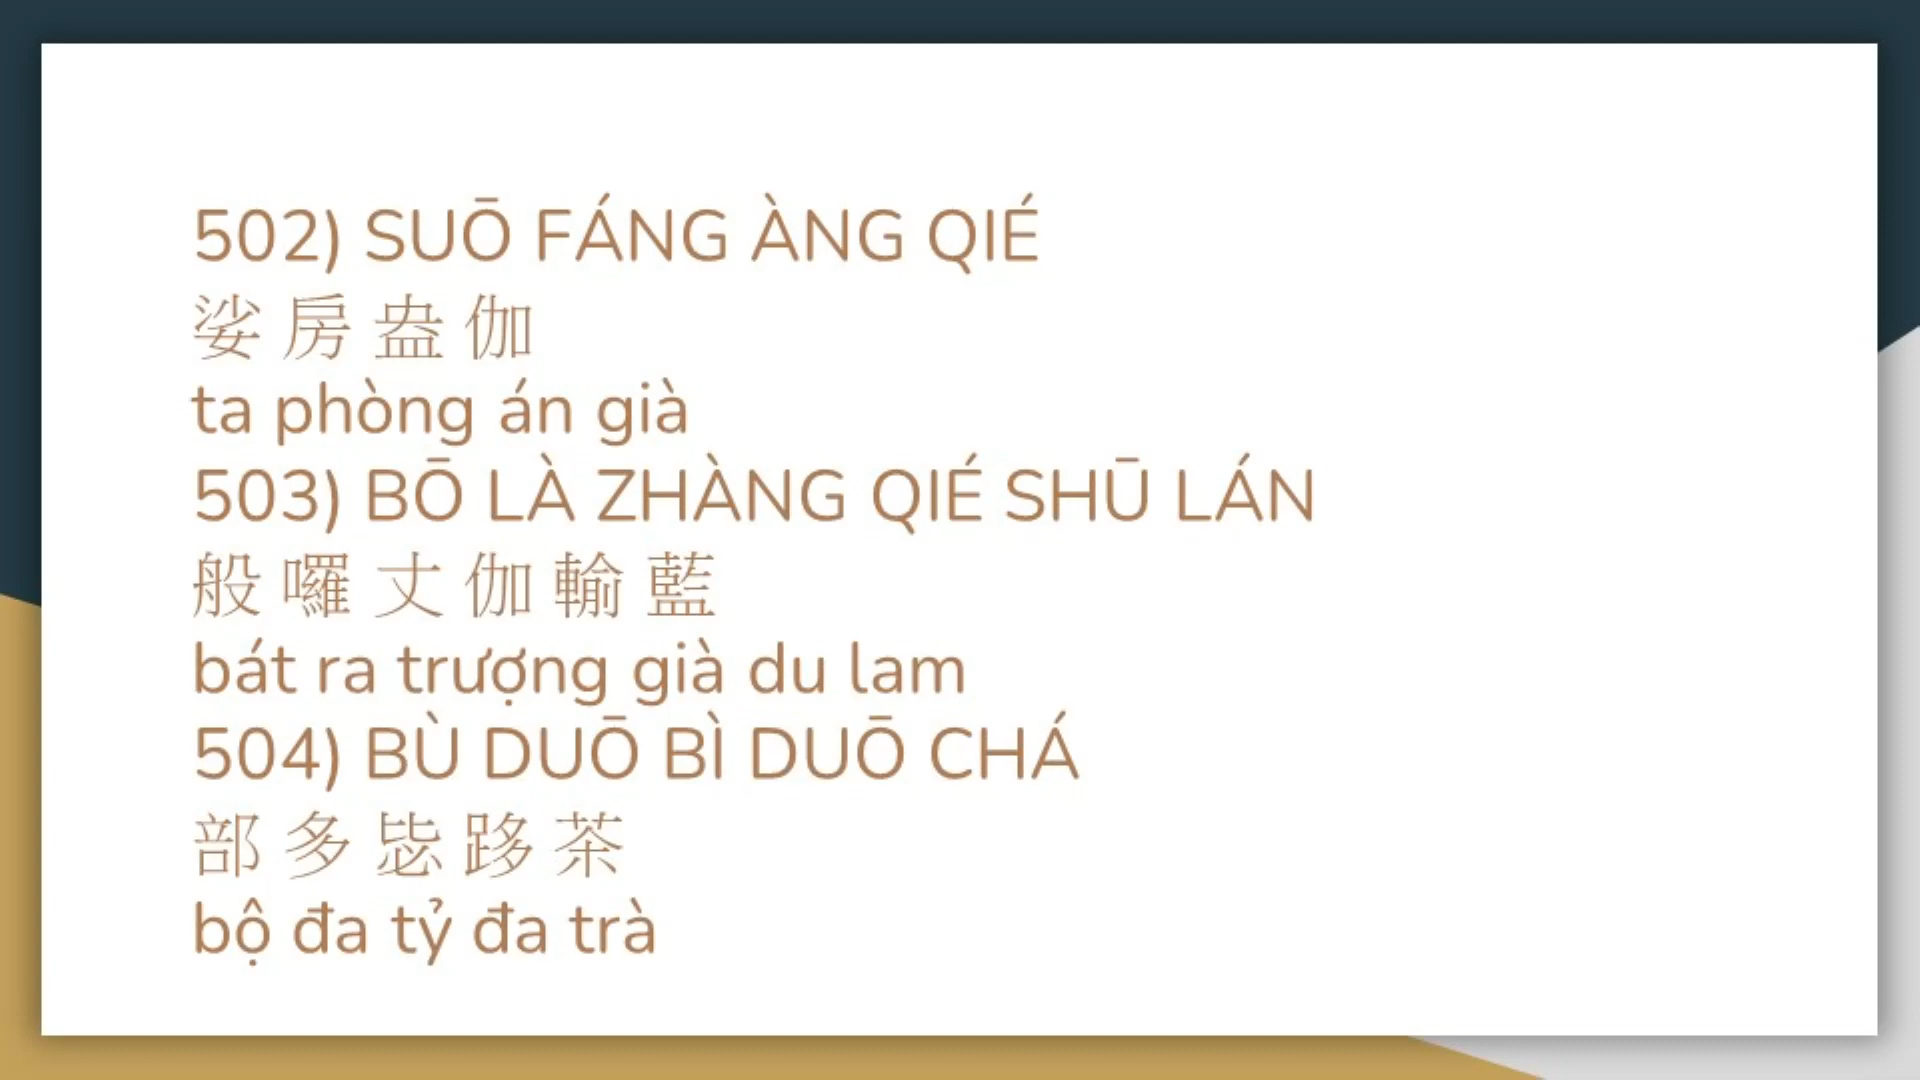 502) SUŌ FÁNG ÀNG QIÉ
娑 房 盎 伽
ta phòng án già
503) BŌ LÀ ZHÀNG QIÉ SHŪ LÁN
般 囉 丈 伽 輸 藍
bát ra trượng già du lam
504) BÙ DUŌ BÌ DUŌ CHÁ
部 多 毖 跢 茶
bộ đa tỷ đa trà